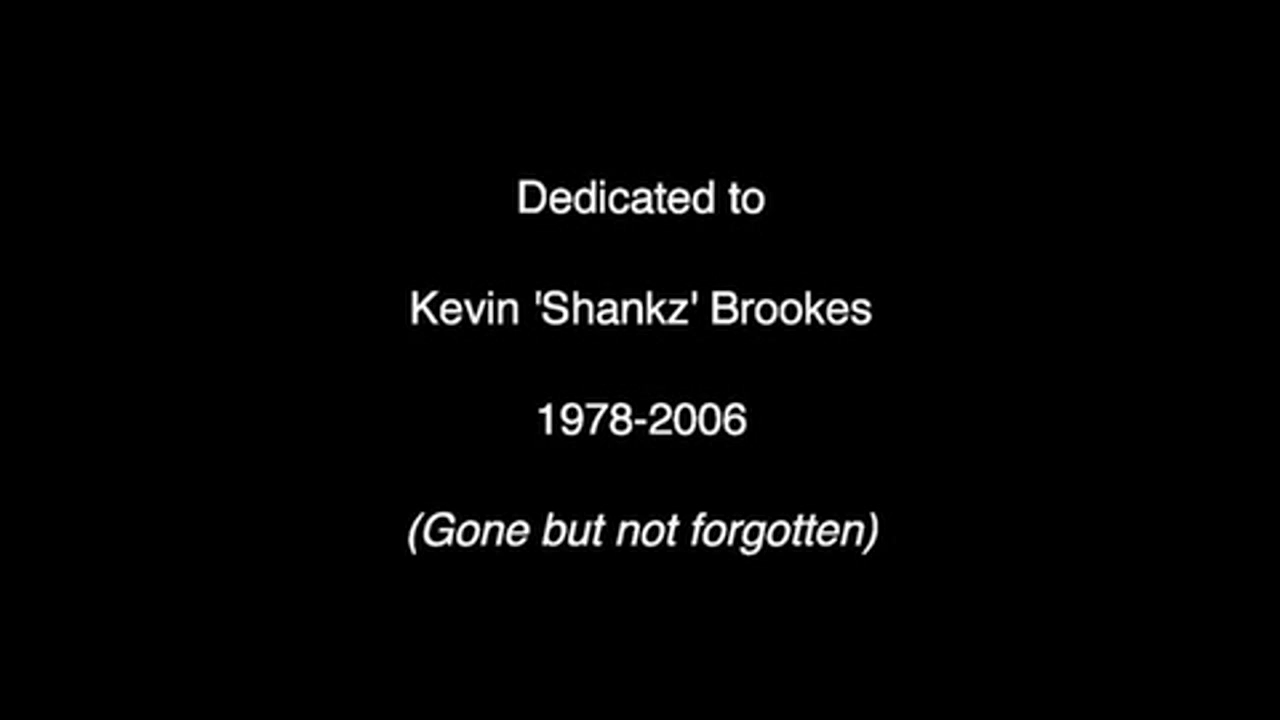 Dedicated to
Kevin 'Shankz' Brookes
1978-2006
(Gone but not forgotten)